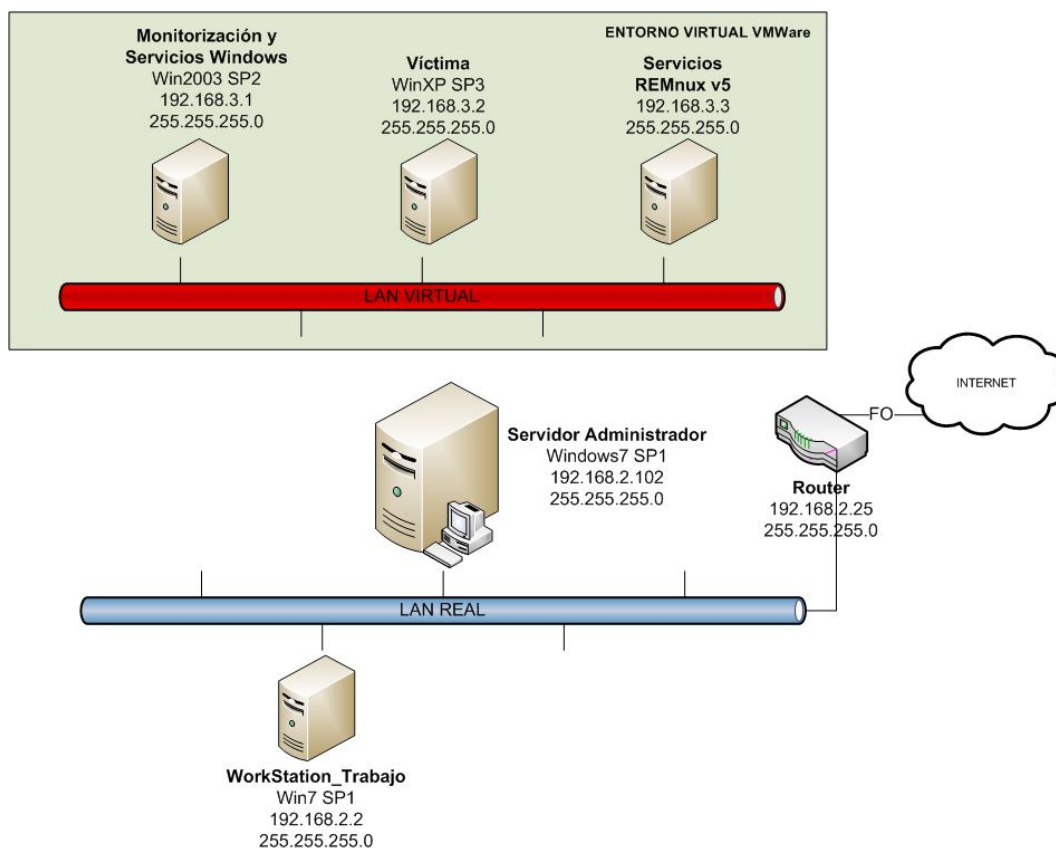 ENTORNO VIRTUAL VMWare
Monitorización y
Servicios Windows
Win2003 SP2
192.168.3.1
255.255.255.0
Víctima
WinXP SP3
192.168.3.2
255.255.255.0
Servicios
REMnux v5
192.168.3.3
255.255.255.0
LAN VIRTUAL
INTERNET
FO
Servidor Administrador
Windows7 SP1
192.168.2.102
255.255.255.0
Router
192.168.2.25
255.255.255.0
LAN REAL
WorkStation_Trabajo
Win7 SP1
192.168.2.2
255.255.255.0